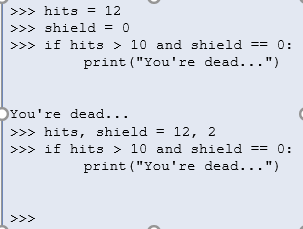 >>> hits = 12
>>> shield = 0
>>> if hits > 10 and shield == 0:
        print("You're dead...")
You're dead...
>>> hits, shield = 12, 2
>>> if hits > 10 and shield == 0:
        print("You're dead...")
>>>